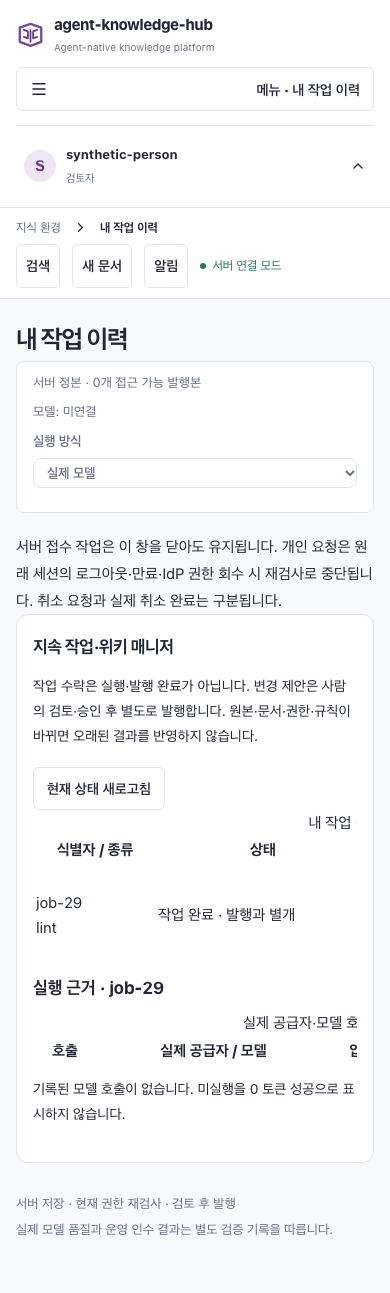 agent-knowledge-hub
Agent-native knowledge platform
메뉴 · 내 작업 이력
S
synthetic-person
검토자
지식 환경
내 작업 이력
검색
새 문서
알림
서버 연결 모드
내 작업 이력
서버 정본 · 0개 접근 가능 발행본
모델: 미연결
실행 방식
실제 모델
서버 접수 작업은 이 창을 닫아도 유지됩니다. 개인 요청은 원
래 세션의 로그아웃·만료·IdP 권한 회수 시 재검사로 중단됩니
다. 취소 요청과 실제 취소 완료는 구분됩니다.
지속 작업·위키 매니저
작업 수락은 실행·발행 완료가 아닙니다. 변경 제안은 사람
의 검토·승인 후 별도로 발행합니다. 원본·문서·권한·규칙이
바뀌면 오래된 결과를 반영하지 않습니다.
현재 상태 새로고침
내 작업
식별자 / 종류
상태
job-29
lint
작업 완료 · 발행과 별개
실행 근거 · job-29
실제 공급자·모델 호
호출
실제 공급자 / 모델
기록된 모델 호출이 없습니다. 미실행을 0 토큰 성공으로 표
시하지 않습니다.
서버 저장 · 현재 권한 재검사 · 검토 후 발행
실제 모델 품질과 운영 인수 결과는 별도 검증 기록을 따릅니다.